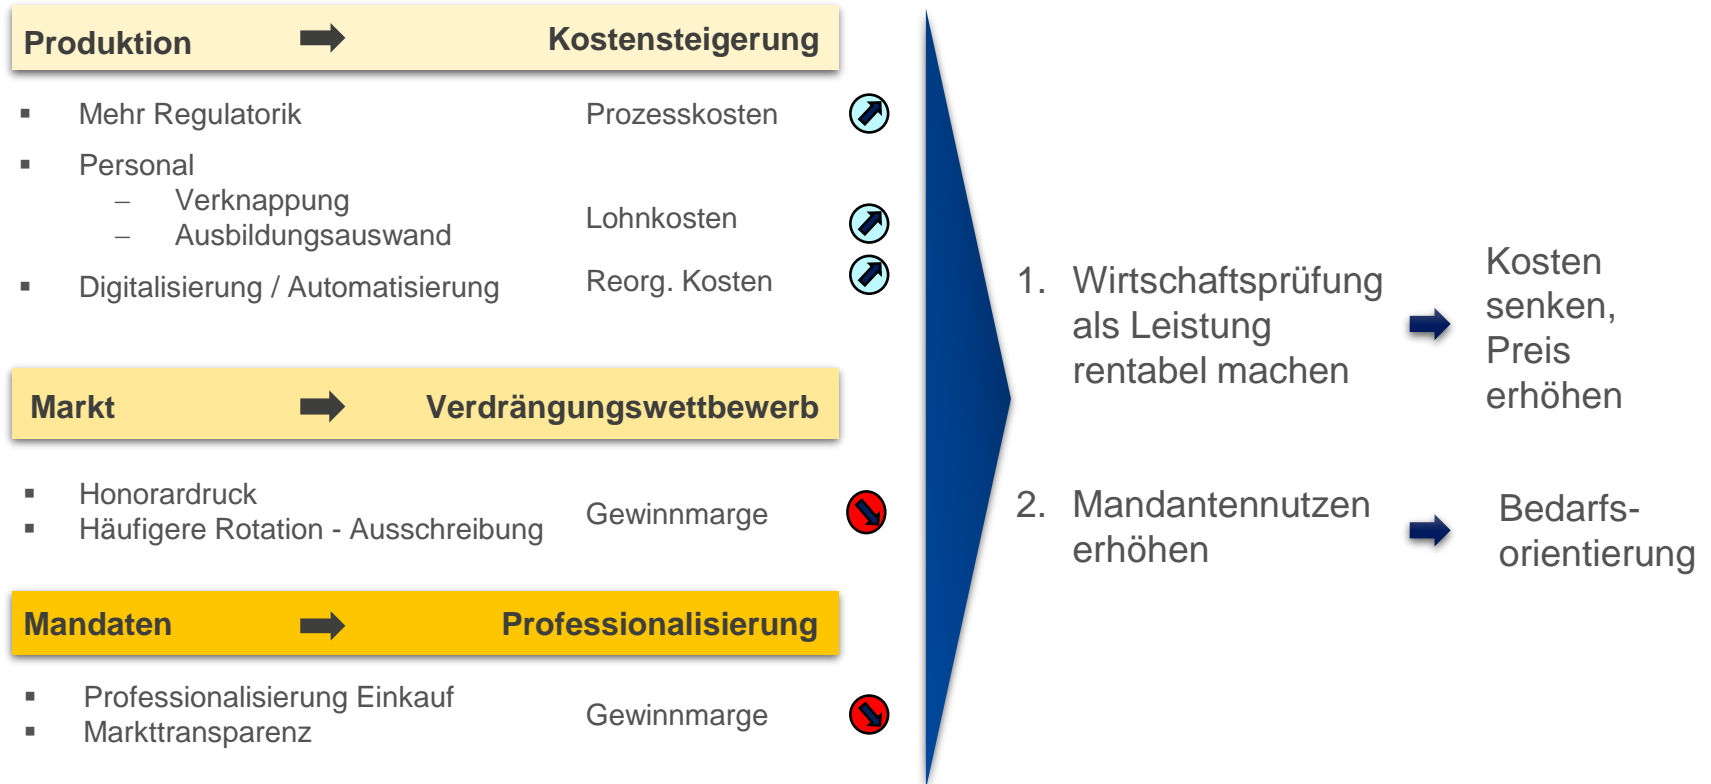 Produktion Kostensteigerung
▪ Mehr Regulatorik Prozesskosten
▪ Personal
– Verknappung
– Ausbildungsauswand
Lohnkosten
▪ Digitalisierung / Automatisierung Reorg. Kosten
Markt Verdrängungswettbewerb
▪ Honorardruck
▪ Häufigere Rotation - Ausschreibung
Gewinnmarge
Mandaten Professionalisierung
▪ Professionalisierung Einkauf
▪ Markttransparenz
Gewinnmarge
1. Wirtschaftsprüfung
als Leistung
rentabel machen
Kosten
senken,
Preis
erhöhen
2. Mandantennutzen
erhöhen
Bedarfs-
orientierung